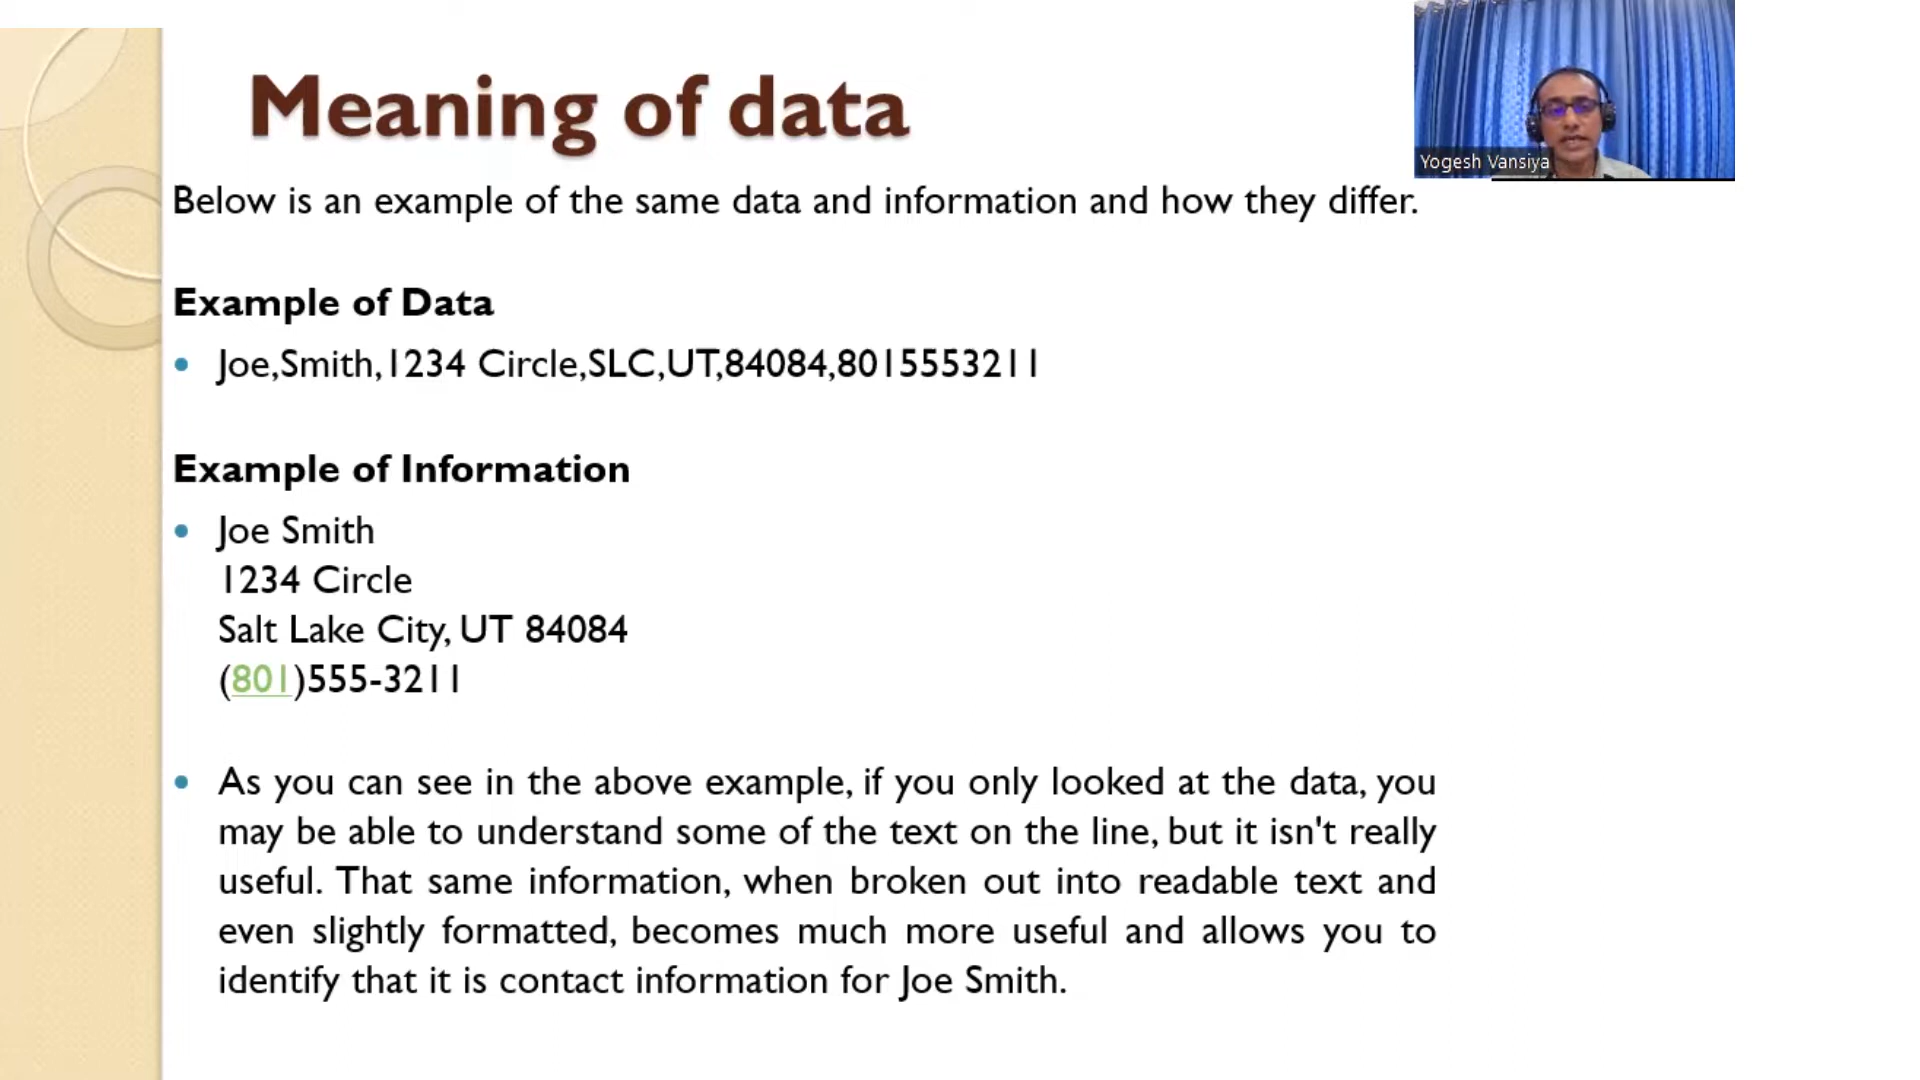 Meaning of data
Yogesh Vansiya
Below is an example of the same data and information and how they differ.
Example of Data
• Joe,Smith,1234 Circle,SLC,UT,84084,8015553211
Example of Information
• Joe Smith
1234 Circle
Salt Lake City, UT 84084
(801)555-3211
• As you can see in the above example, if you only looked at the data, you
may be able to understand some of the text on the line, but it isn't really
useful. That same information, when broken out into readable text and
even slightly formatted, becomes much more useful and allows you to
identify that it is contact information for Joe Smith.